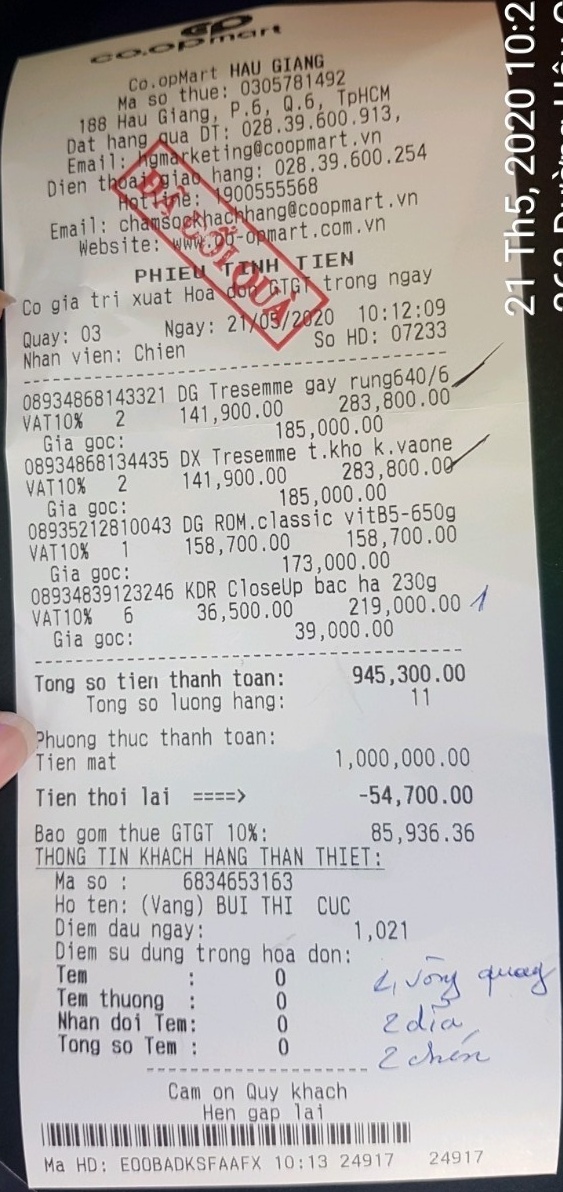 co.opmart
Co.opMart HAU GIANG
Ma so thue: 0305781492
188 Hau Giang, P.6, Q.6, TpHCM
Dat hang qua DT: 028.39.600.913,
Email: hgmarketing@coopmart.vn
Dien thoai giao hang: 028.39.600.254
Hotline: 1900555568
Email: chamsockhachhang@coopmart.vn
Website: www.co-opmart.com.vn
ĐÃ ĐỔI QUÀ
PHIEU TINH TIEN
Co gia tri xuat Hoa don GTGT trong ngay
Quay: 03 Ngay: 21/05/2020 10:12:09
Nhan vien: Chien So HD: 07233
08934868143321 DG Tresemme gay rung640/6
VAT10% 2 141,900.00 283,800.00
Gia goc: 185,000.00
08934868134435 DX Tresemme t.kho k.vaone
VAT10% 2 141,900.00 283,800.00
Gia goc: 185,000.00
08935212810043 DG ROM.classic vitB5-650g
VAT10% 1 158,700.00 158,700.00
Gia goc: 173,000.00
08934839123246 KDR CloseUp bac ha 230g
VAT10% 6 36,500.00 219,000.00 1
Gia goc: 39,000.00
Tong so tien thanh toan: 945,300.00
Tong so luong hang: 11
Phuong thuc thanh toan:
Tien mat 1,000,000.00
Tien thoi lai ====> -54,700.00
Bao gom thue GTGT 10%: 85,936.36
THONG TIN KHACH HANG THAN THIET:
Ma so : 6834653163
Ho ten: (Vang) BUI THI CUC
Diem dau ngay: 1,021
Diem su dung trong hoa don:
Tem : 0
Tem thuong : 0
Nhan doi Tem: 0
Tong so Tem : 0
vòng quay
2 dĩa
2 chén
Cam on Quy khach
Hen gap lai
Ma HD: EOOBADKSFAAFX 10:13 24917 24917
21 Th5, 2020 10:2